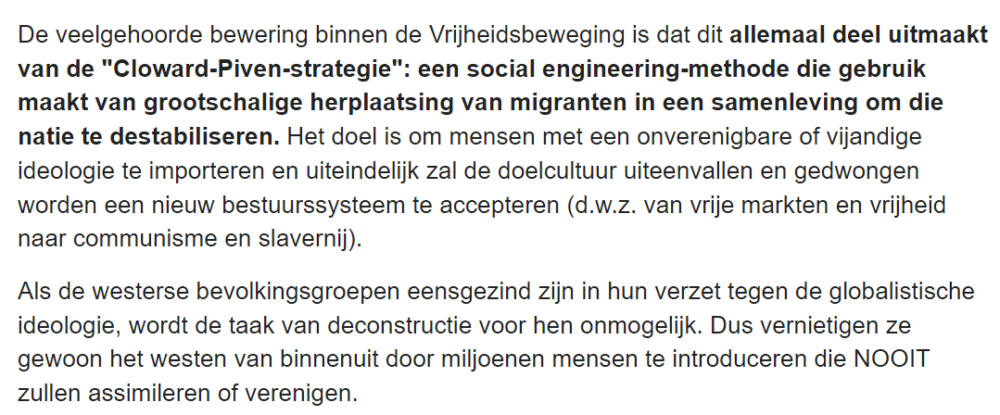 De veelgehoorde bewering binnen de Vrijheidsbeweging is dat dit allemaal deel uitmaakt
van de "Cloward-Piven-strategie": een social engineering-methode die gebruik
maakt van grootschalige herplaatsing van migranten in een samenleving om die
natie te destabiliseren. Het doel is om mensen met een onverenigbare of vijandige
ideologie te importeren en uiteindelijk zal de doelcultuur uiteenvallen en gedwongen
worden een nieuw bestuurssysteem te accepteren (d.w.z. van vrije markten en vrijheid
naar communisme en slavernij).
Als de westerse bevolkingsgroepen eensgezind zijn in hun verzet tegen de globalistische
ideologie, wordt de taak van deconstructie voor hen onmogelijk. Dus vernietigen ze
gewoon het westen van binnenuit door miljoenen mensen te introduceren die NOOIT
zullen assimileren of verenigen.